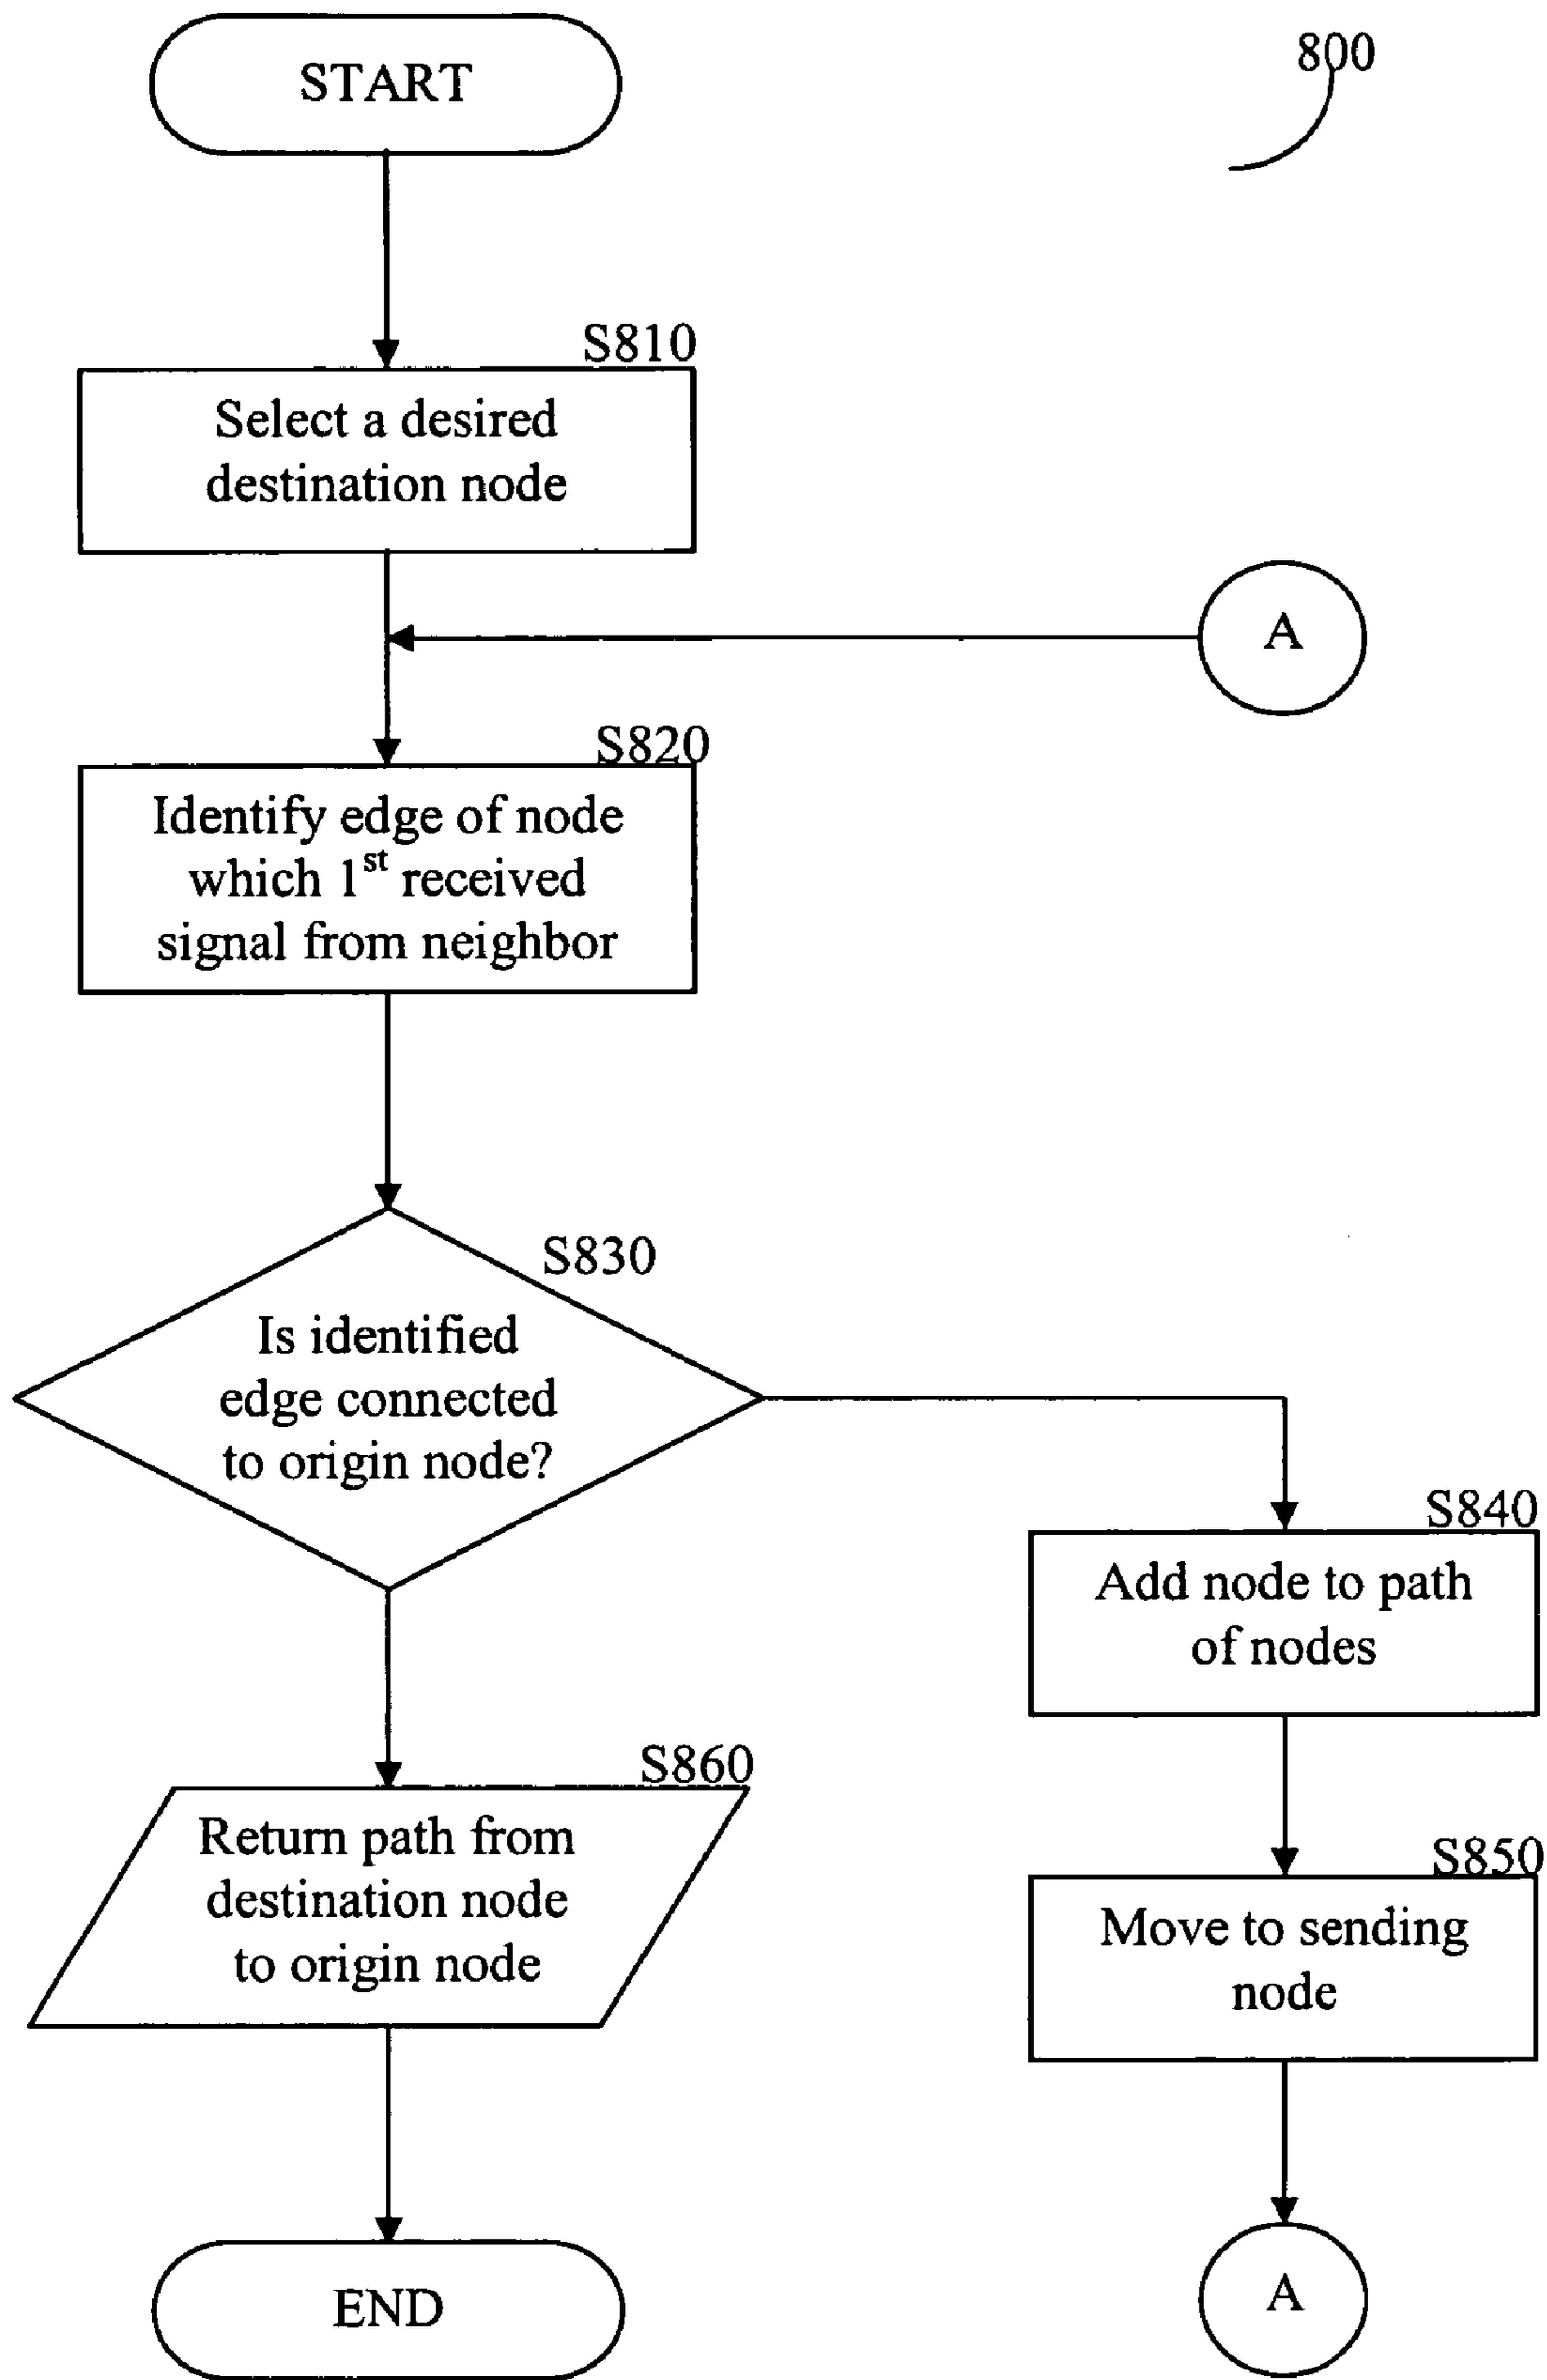 START
800
S810
Select a desired
destination node
A
S820
Identify edge of node
which 1st received
signal from neighbor
S830
Is identified
edge connected
to origin node?
S840
Add node to path
of nodes
S860
Return path from
destination node
to origin node
S850
Move to sending
node
END
A